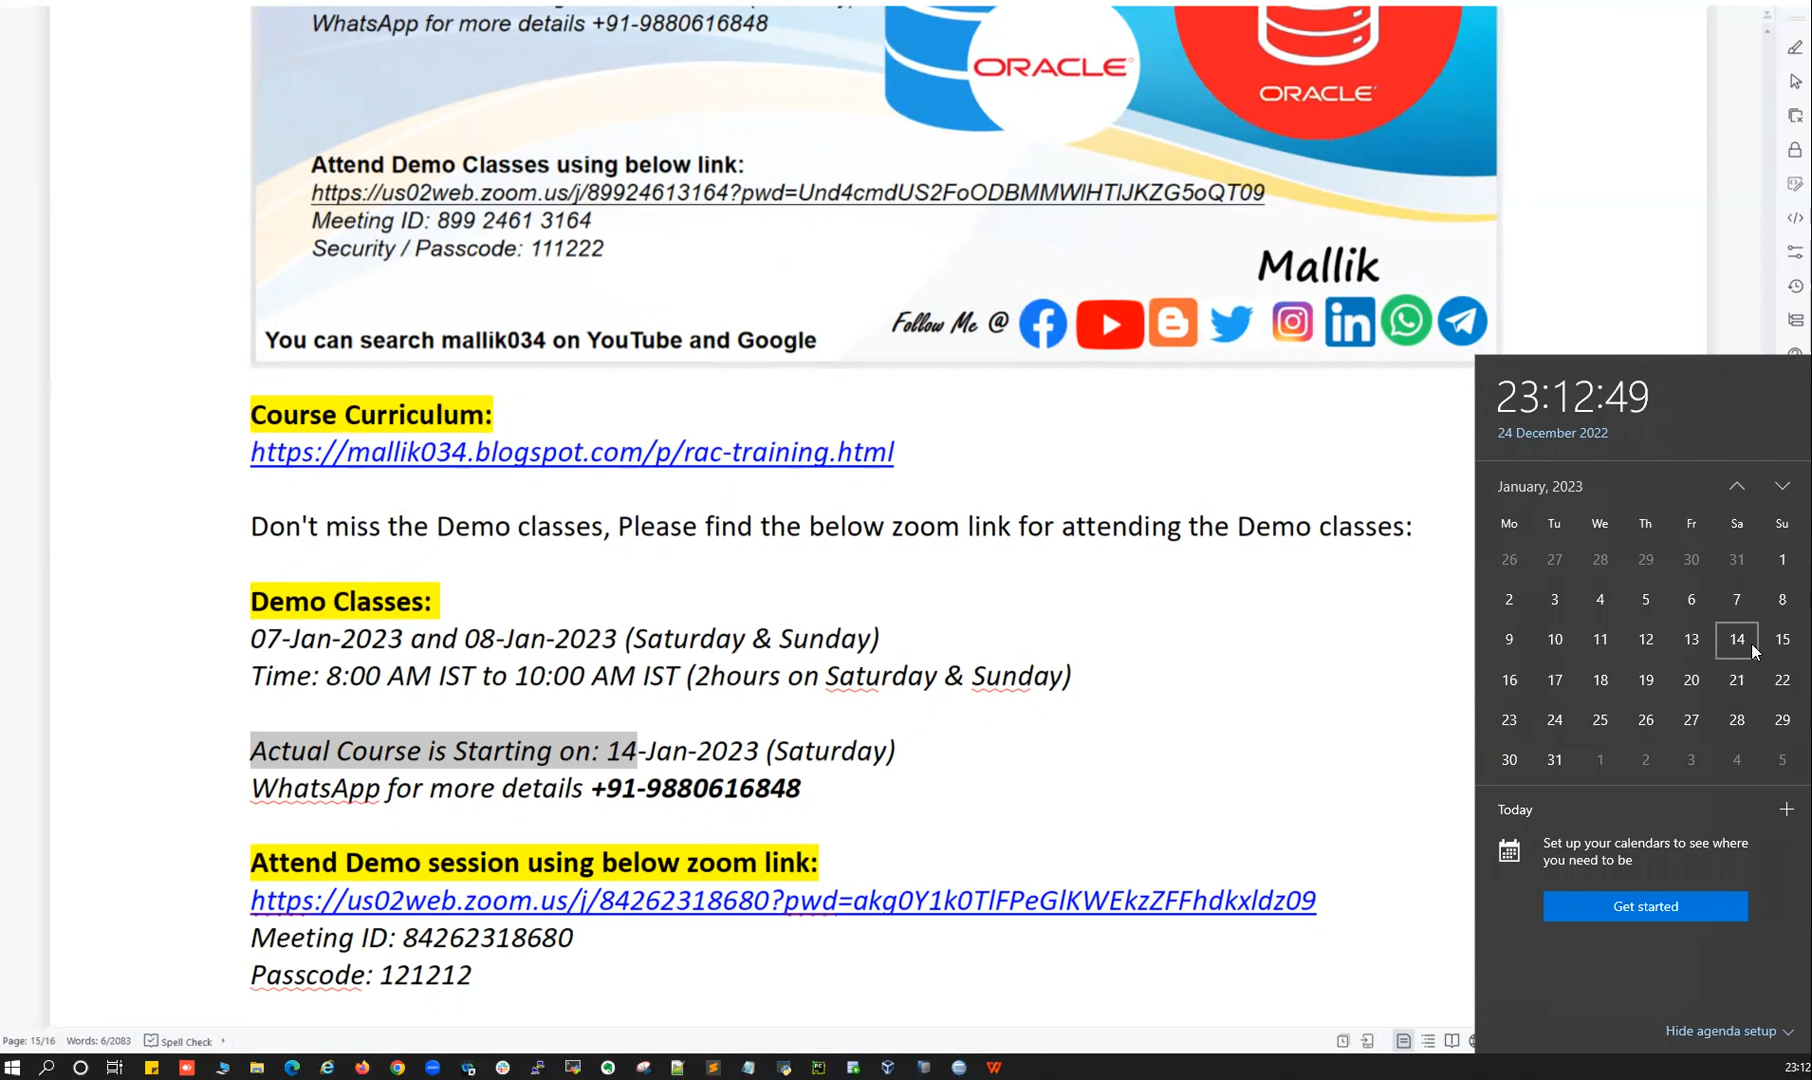 WhatsApp for more details +91-9880616848
ORACLE
ORACLE
Attend Demo Classes using below link:
https://us02web.zoom.us/j/89924613164?pwd=Und4cmdUS2FoODBMMWlHTlJKZG5oQT09
Meeting ID: 899 2461 3164
Security / Passcode: 111222
Mallik
Follow Me @
You can search mallik034 on YouTube and Google
Course Curriculum:
https://mallik034.blogspot.com/p/rac-training.html
Don't miss the Demo classes, Please find the below zoom link for attending the Demo classes:
Demo Classes:
07-Jan-2023 and 08-Jan-2023 (Saturday & Sunday)
Time: 8:00 AM IST to 10:00 AM IST (2hours on Saturday & Sunday)
Actual Course is Starting on: 14-Jan-2023 (Saturday)
WhatsApp for more details +91-9880616848
Attend Demo session using below zoom link:
https://us02web.zoom.us/j/84262318680?pwd=akg0Y1k0TlFPeGlKWEkzZFFhdkxldz09
Meeting ID: 84262318680
Passcode: 121212
23:12:49
24 December 2022
January, 2023
Mo Tu We Th Fr Sa Su
26 27 28 29 30 31 1
2 3 4 5 6 7 8
9 10 11 12 13 14 15
16 17 18 19 20 21 22
23 24 25 26 27 28 29
30 31 1 2 3 4 5
Today
Set up your calendars to see where
you need to be
Get started
Hide agenda setup
Page: 15/16 Words: 6/2083 Spell Check
23:12